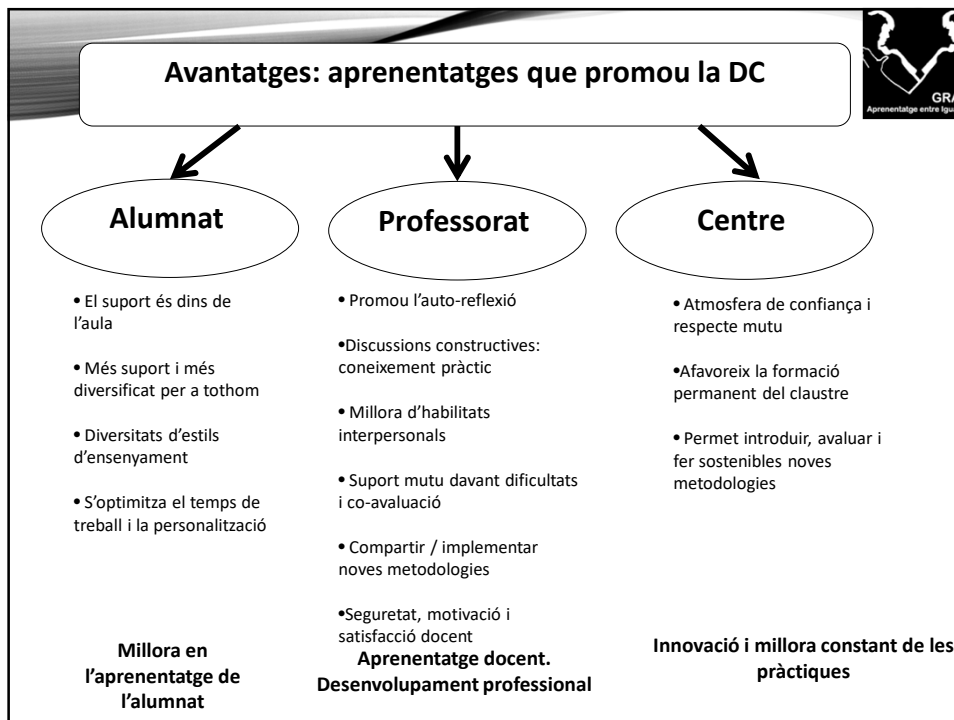 Avantatges: aprenentatges que promou la DC
GRA
Aprenentatge entre Igua
Alumnat
• El suport és dins de
l’aula
• Més suport i més
diversificat per a tothom
• Diversitats d’estils
d’ensenyament
• S’optimitza el temps de
treball i la personalització
Millora en
l’aprenentatge de
l’alumnat
Professorat
• Promou l’auto-reflexió
•Discussions constructives:
coneixement pràctic
• Millora d’habilitats
interpersonals
• Suport mutu davant dificultats
i co-avaluació
• Compartir / implementar
noves metodologies
•Seguretat, motivació i
satisfacció docent
Aprenentatge docent.
Desenvolupament professional
Centre
• Atmosfera de confiança i
respecte mutu
•Afavoreix la formació
permanent del claustre
• Permet introduir, avaluar i
fer sostenibles noves
metodologies
Innovació i millora constant de les
pràctiques